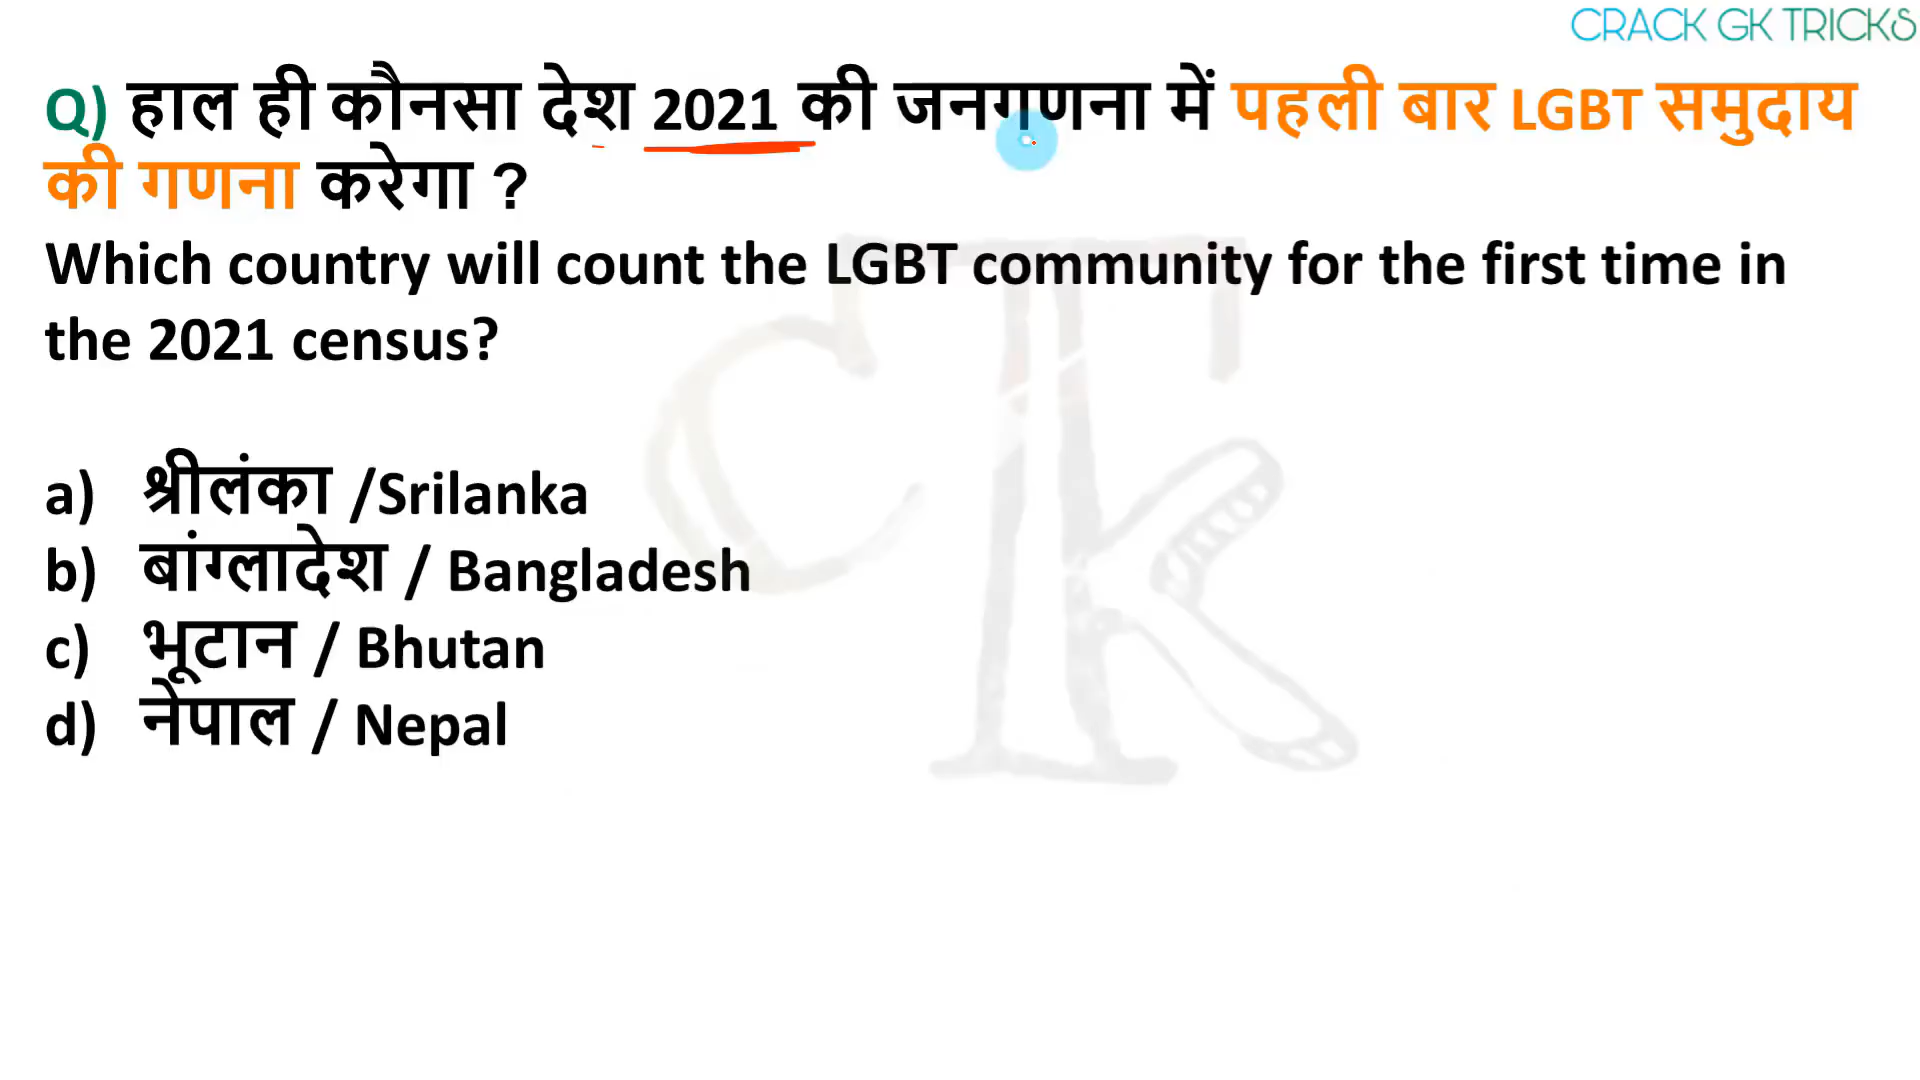 CRACK GK TRICKS
Q) हाल ही कौनसा देश 2021 की जनगणना में पहली बार LGBT समुदाय
की गणना करेगा ?
Which country will count the LGBT community for the first time in
the 2021 census?
a) श्रीलंका /Srilanka
b) बांग्लादेश / Bangladesh
c) भूटान / Bhutan
d) नेपाल / Nepal
CTk